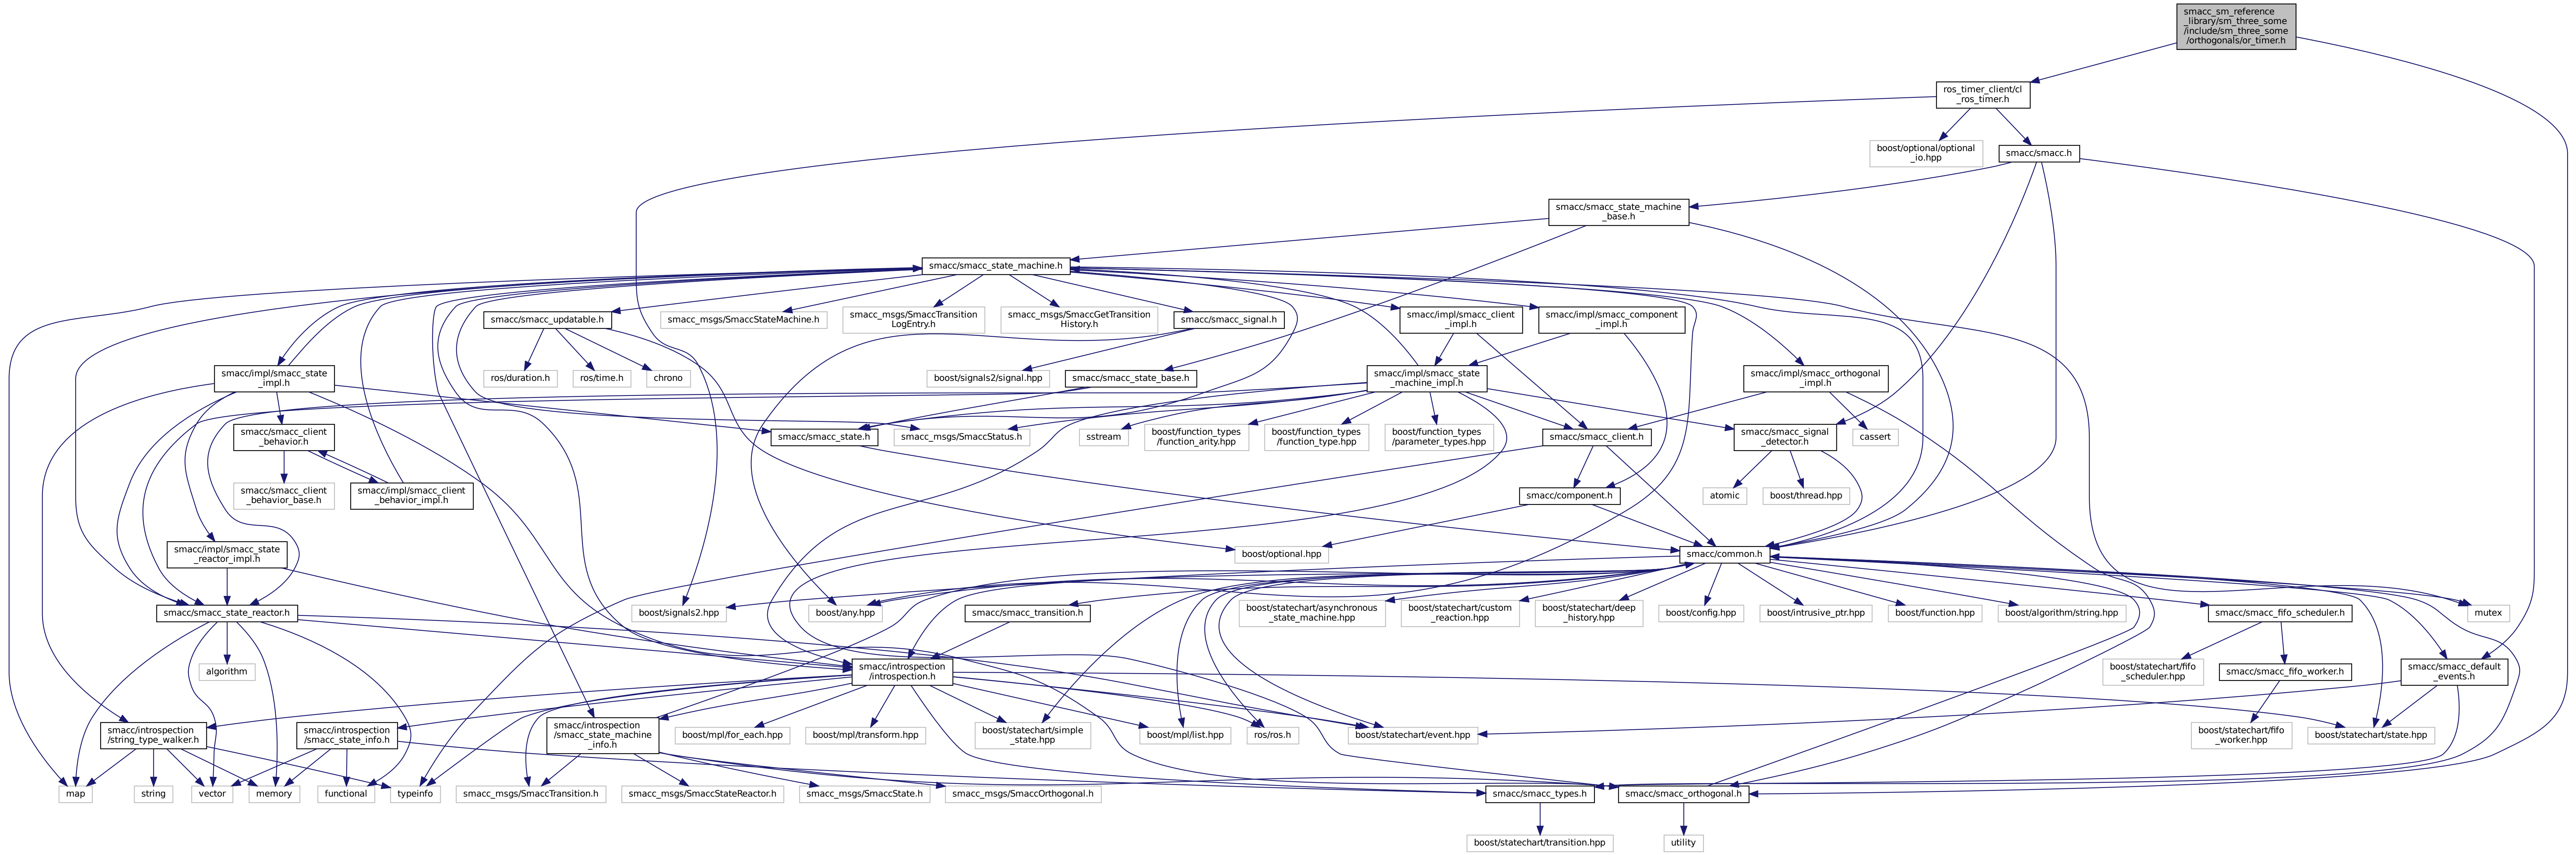 smacc_sm_reference
_library/sm_three_some
/include/sm_three_some
/orthogonals/or_timer.h
ros_timer_client/cl
_ros_timer.h
boost/optional/optional
_io.hpp
smacc/smacc.h
smacc/smacc_state_machine
_base.h
smacc/smacc_state_machine.h
smacc/smacc_updatable.h
smacc_msgs/SmaccStateMachine.h
smacc_msgs/SmaccTransition
LogEntry.h
smacc_msgs/SmaccGetTransition
History.h
smacc/smacc_signal.h
smacc/impl/smacc_client
_impl.h
smacc/impl/smacc_component
_impl.h
smacc/impl/smacc_state
_impl.h
ros/duration.h
ros/time.h
chrono
boost/signals2/signal.hpp
smacc/smacc_state_base.h
smacc/impl/smacc_state
_machine_impl.h
smacc/impl/smacc_orthogonal
_impl.h
smacc/smacc_client
_behavior.h
smacc/smacc_state.h
smacc_msgs/SmaccStatus.h
sstream
boost/function_types
/function_arity.hpp
boost/function_types
/function_type.hpp
boost/function_types
/parameter_types.hpp
smacc/smacc_client.h
smacc/smacc_signal
_detector.h
cassert
smacc/smacc_client
_behavior_base.h
smacc/impl/smacc_client
_behavior_impl.h
smacc/component.h
atomic
boost/thread.hpp
smacc/impl/smacc_state
_reactor_impl.h
boost/optional.hpp
smacc/common.h
smacc/smacc_state_reactor.h
boost/signals2.hpp
boost/any.hpp
smacc/smacc_transition.h
boost/statechart/asynchronous
_state_machine.hpp
boost/statechart/custom
_reaction.hpp
boost/statechart/deep
_history.hpp
boost/config.hpp
boost/intrusive_ptr.hpp
boost/function.hpp
boost/algorithm/string.hpp
smacc/smacc_fifo_scheduler.h
mutex
algorithm
smacc/introspection
/introspection.h
boost/statechart/fifo
_scheduler.hpp
smacc/smacc_fifo_worker.h
smacc/smacc_default
_events.h
smacc/introspection
/string_type_walker.h
smacc/introspection
/smacc_state_info.h
smacc/introspection
/smacc_state_machine
_info.h
boost/mpl/for_each.hpp
boost/mpl/transform.hpp
boost/statechart/simple
_state.hpp
boost/mpl/list.hpp
ros/ros.h
boost/statechart/event.hpp
boost/statechart/fifo
_worker.hpp
boost/statechart/state.hpp
map
string
vector
memory
functional
typeinfo
smacc_msgs/SmaccTransition.h
smacc_msgs/SmaccStateReactor.h
smacc_msgs/SmaccState.h
smacc_msgs/SmaccOrthogonal.h
smacc/smacc_types.h
smacc/smacc_orthogonal.h
boost/statechart/transition.hpp
utility